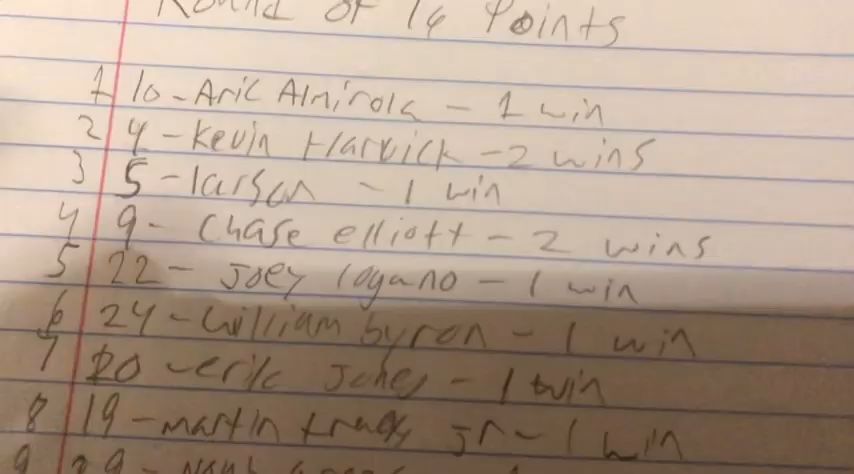 Round of 16 Points
1 10 - Aric Almirola - 1 win
2 4 - Kevin Harvick - 2 wins
3 5 - larson - 1 win
4 9 - Chase elliott - 2 wins
5 22 - Joey logano - 1 win
6 24 - William byron - 1 win
7 20 - erik Jones - 1 win
8 19 - martin truex jr - 1 win
9